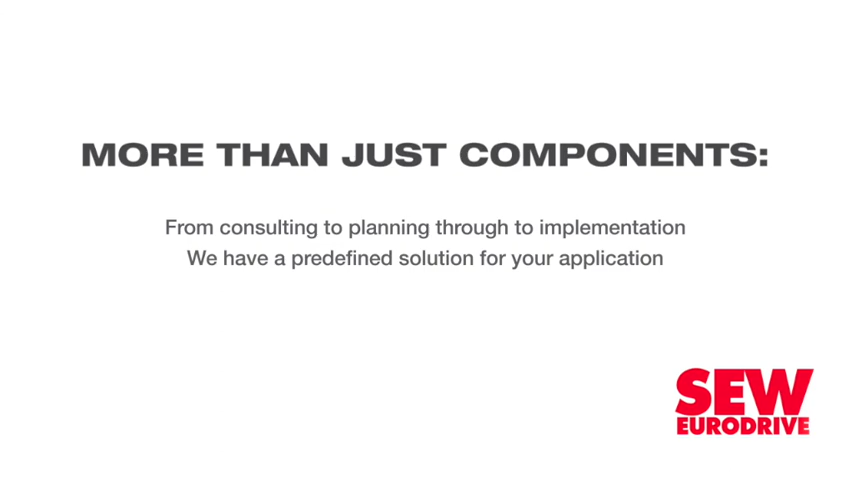 MORE THAN JUST COMPONENTS:
From consulting to planning through to implementation
We have a predefined solution for your application
SEW
EURODRIVE